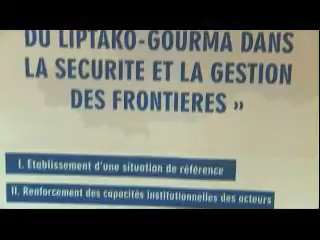 DU LIPTAKO-GOURMA DANS
LA SECURITE ET LA GESTION
DES FRONTIERES »
I. Etablissement d'une situation de référence
II. Renforcement des capacités institutionnelles des acteurs